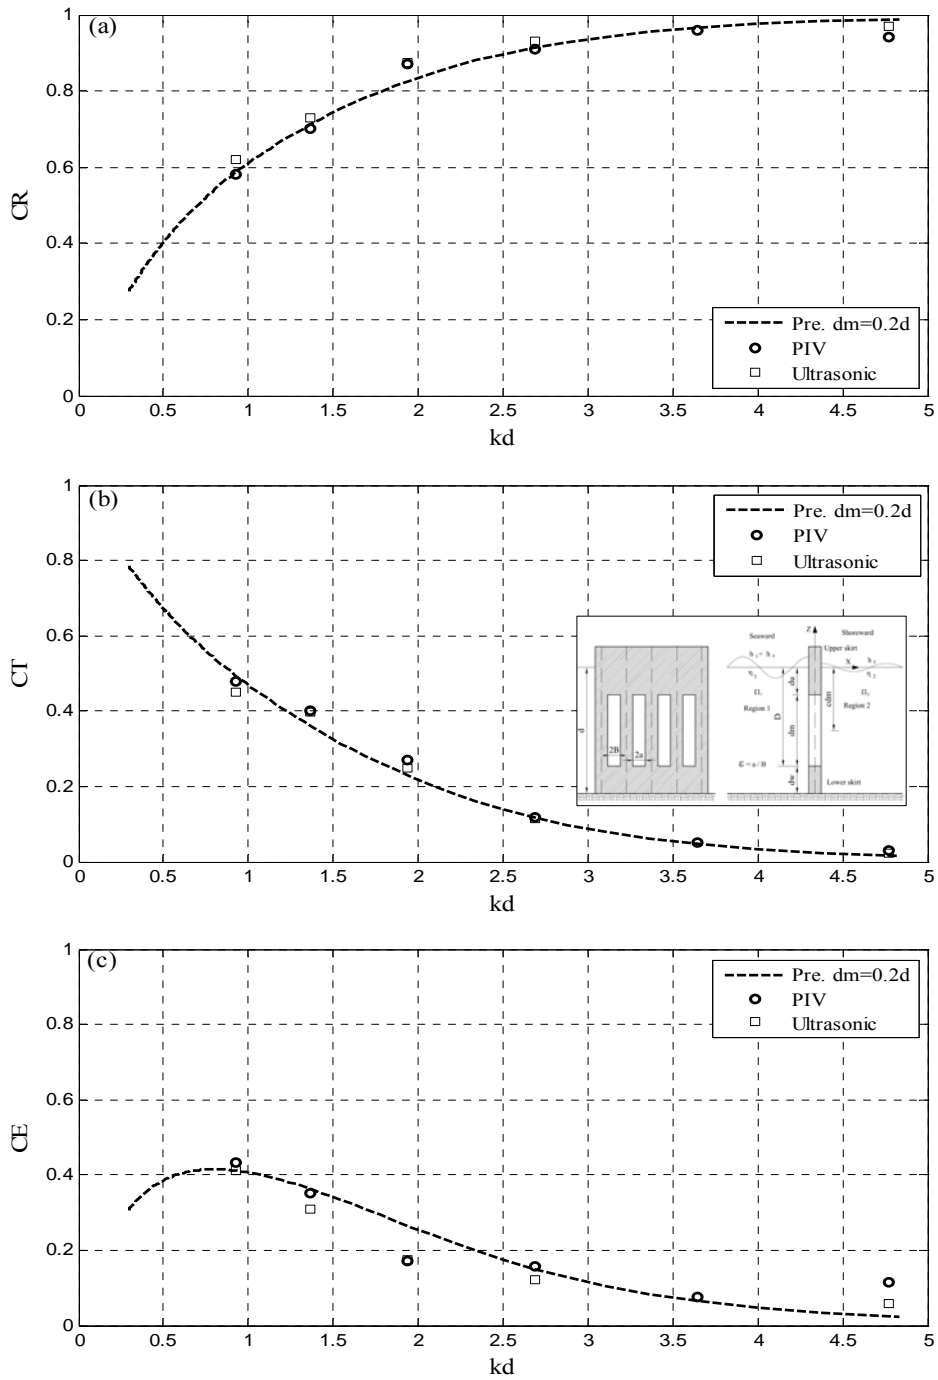 (a)
1
0.8
0.6
0.4
0.2
0
CR
0 0.5 1 1.5 2 2.5 3 3.5 4 4.5 5
kd
Pre. dm=0.2d
PIV
Ultrasonic
(b)
1
0.8
0.6
0.4
0.2
0
CT
0 0.5 1 1.5 2 2.5 3 3.5 4 4.5 5
kd
Pre. dm=0.2d
PIV
Ultrasonic
Seaward Z Shoreward
Upper skirt
X
d
2B
2a
Region 1
Region 2
D
du
dm
cdm
dw
ε = a / B
Lower skirt
(c)
1
0.8
0.6
0.4
0.2
0
CE
0 0.5 1 1.5 2 2.5 3 3.5 4 4.5 5
kd
Pre. dm=0.2d
PIV
Ultrasonic